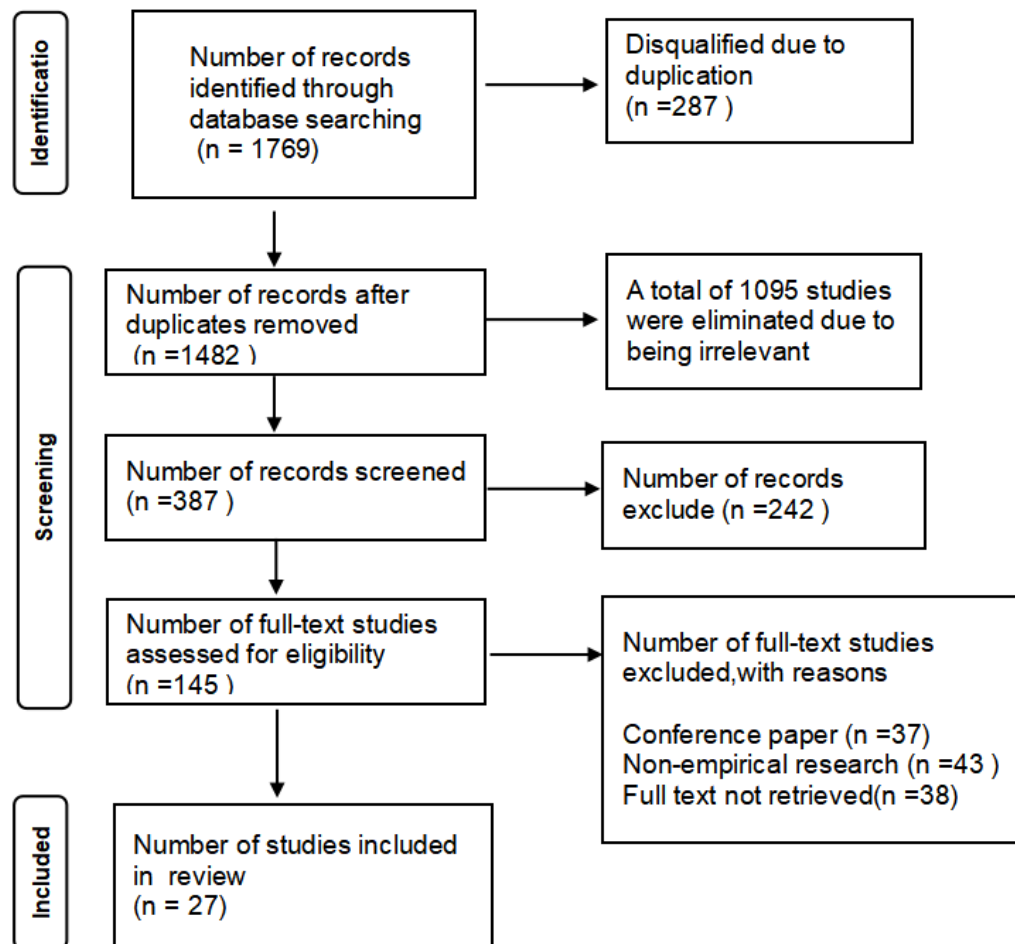 Identificatio
Number of records
identified through
database searching
(n = 1769)
Disqualified due to
duplication
(n =287 )
Screening
Number of records after
duplicates removed
(n =1482 )
A total of 1095 studies
were eliminated due to
being irrelevant
Number of records screened
(n =387 )
Number of records
exclude (n =242 )
Number of full-text studies
assessed for eligibility
(n =145 )
Number of full-text studies
excluded,with reasons
Conference paper (n =37)
Non-empirical research (n =43 )
Full text not retrieved(n =38)
Included
Number of studies included
in review
(n = 27)